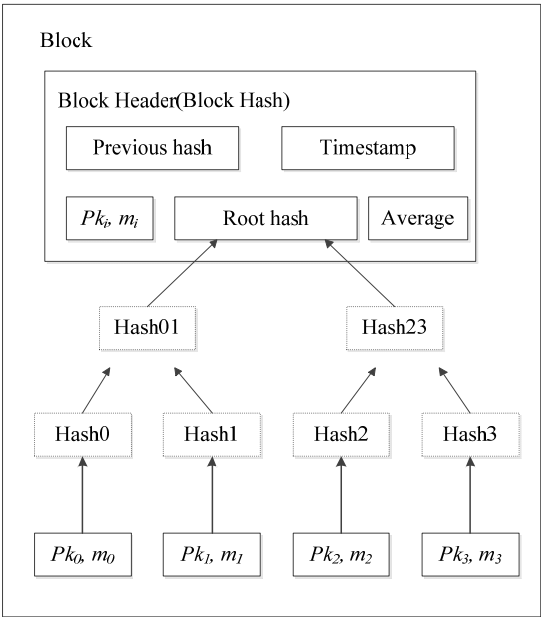 Block
Block Header(Block Hash)
Previous hash Timestamp
Pki, mi Root hash Average
Hash01 Hash23
Hash0 Hash1 Hash2 Hash3
Pk0, m0 Pk1, m1 Pk2, m2 Pk3, m3